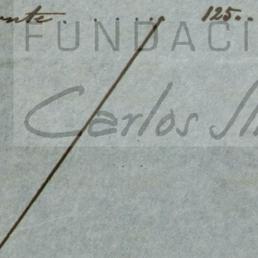 ente . . . . . . . 125..
FUNDACI
Carlos Sl